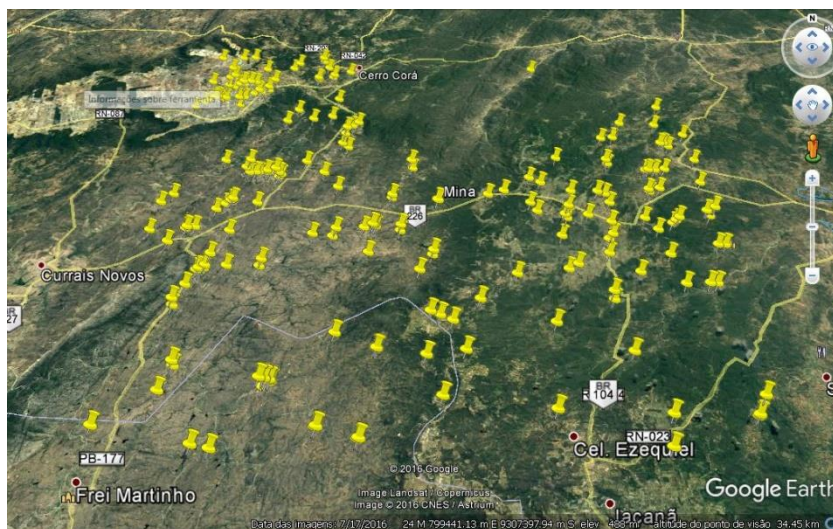 N
RN-203
RN-042
Cerro Corá
Informações sobre ferramenta
RN-087
Mina
BR
226
Currais Novos
BR
104
RN-023
Cel. Ezequiel
PB-177
Frei Martinho
Jaçanã
© 2016 Google
Image Landsat / Copernicus
Image © 2016 CNES / Astrium
Google Earth
Data das imagens: 7/17/2016 24 M 799441.13 m E 9307397.94 m S elev 488 m altitude do ponto de visão 34.45 km